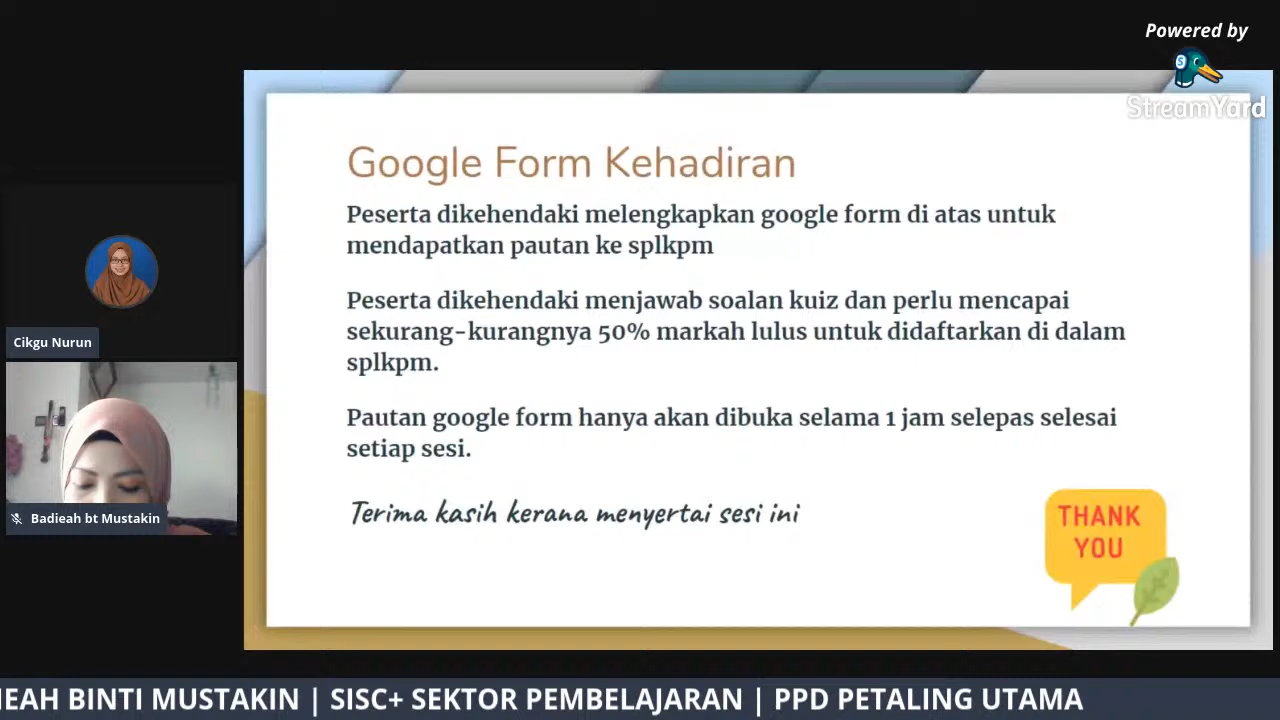 Powered by
StreamYard
Google Form Kehadiran
Peserta dikehendaki melengkapkan google form di atas untuk
mendapatkan pautan ke splkpm
Peserta dikehendaki menjawab soalan kuiz dan perlu mencapai
sekurang-kurangnya 50% markah lulus untuk didaftarkan di dalam
splkpm.
Pautan google form hanya akan dibuka selama 1 jam selepas selesai
setiap sesi.
Terima kasih kerana menyertai sesi ini
THANK
YOU
Cikgu Nurun
Badieah bt Mustakin
IEAH BINTI MUSTAKIN | SISC+ SEKTOR PEMBELAJARAN | PPD PETALING UTAMA